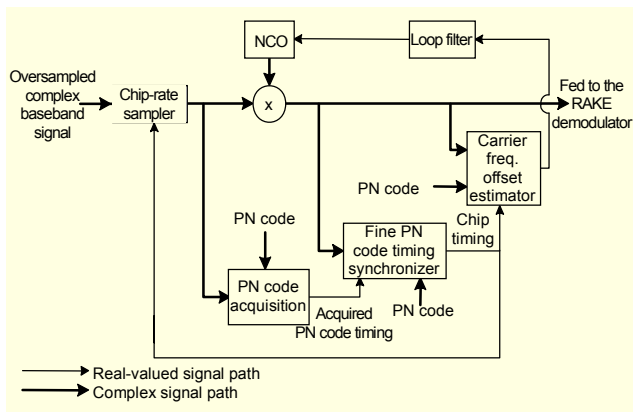 NCO
Loop filter
Oversampled
complex
baseband
signal
Chip-rate
sampler
x
Fed to the
RAKE
demodulator
Carrier
freq.
offset
estimator
PN code
Chip
timing
PN code
Fine PN
code timing
synchronizer
PN code
acquisition
Acquired
PN code timing
PN code
Real-valued signal path
Complex signal path